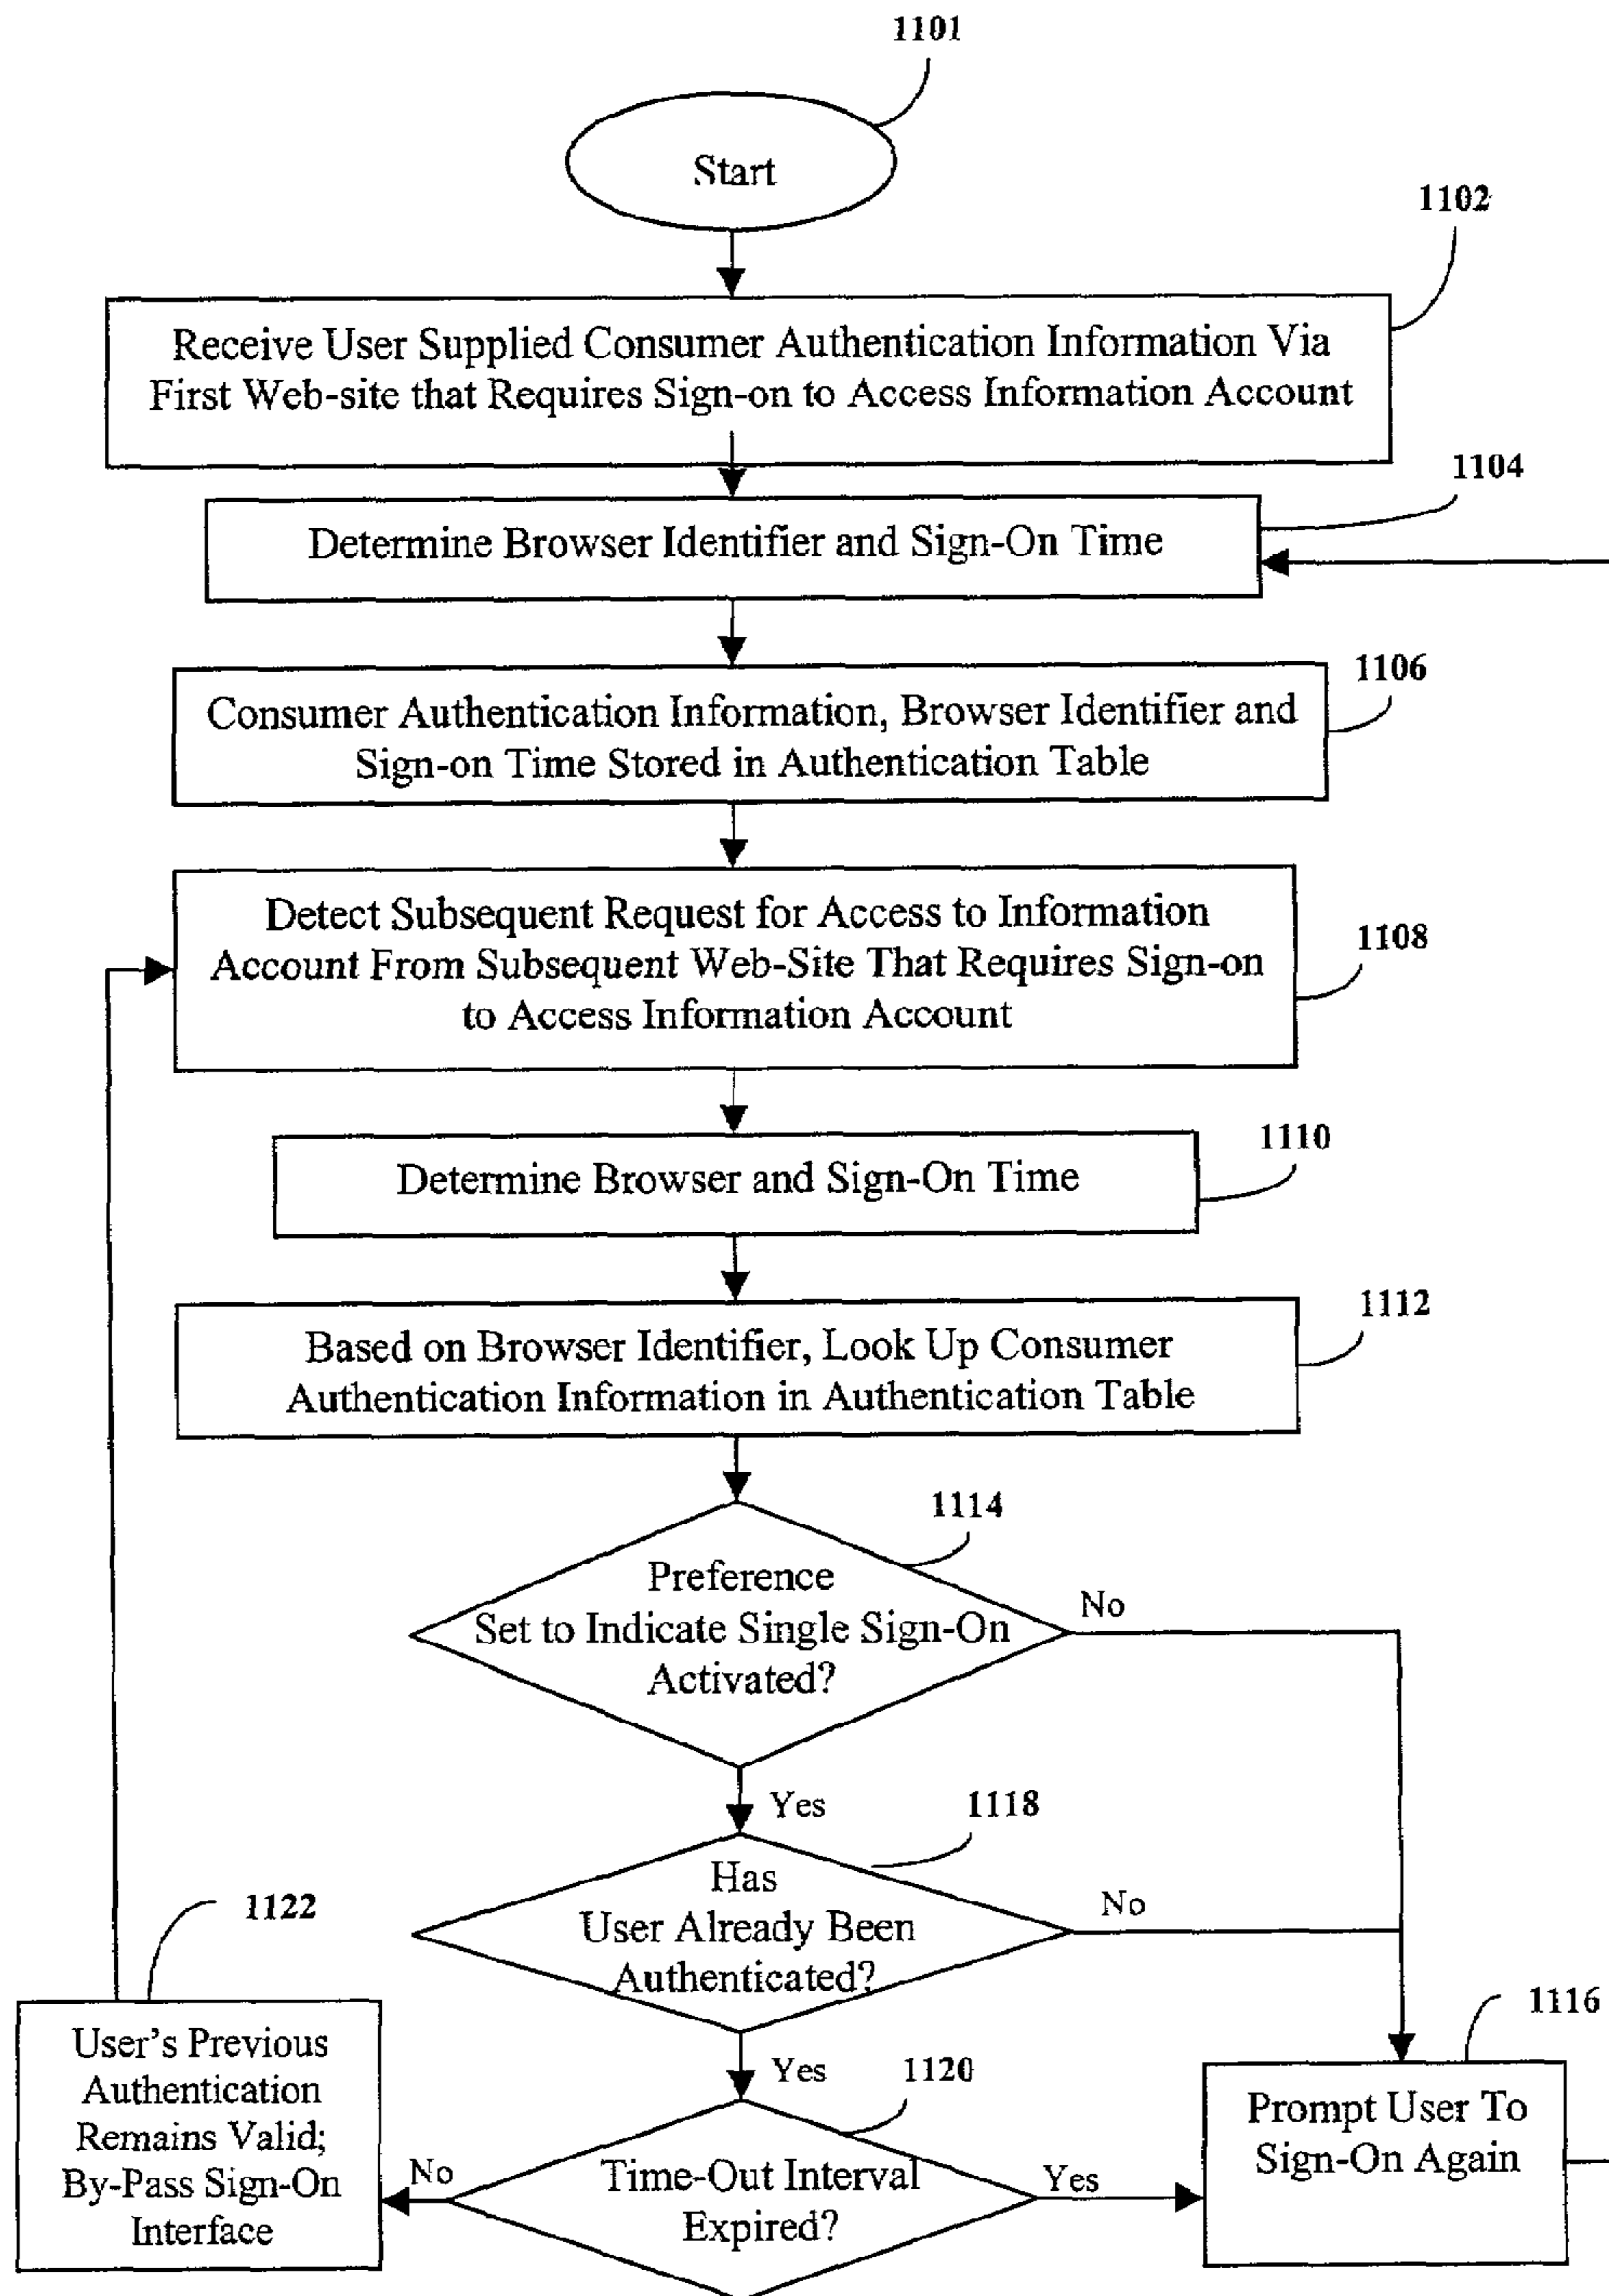 1101
Start
1102
Receive User Supplied Consumer Authentication Information Via
First Web-site that Requires Sign-on to Access Information Account
1104
Determine Browser Identifier and Sign-On Time
1106
Consumer Authentication Information, Browser Identifier and
Sign-on Time Stored in Authentication Table
Detect Subsequent Request for Access to Information
Account From Subsequent Web-Site That Requires Sign-on
to Access Information Account
1108
1110
Determine Browser and Sign-On Time
1112
Based on Browser Identifier, Look Up Consumer
Authentication Information in Authentication Table
1114
Preference
Set to Indicate Single Sign-On
Activated?
No
Yes
1118
Has
User Already Been
Authenticated?
No
1122
User's Previous
Authentication
Remains Valid;
By-Pass Sign-On
Interface
Yes
1120
1116
Prompt User To
Sign-On Again
No
Time-Out Interval
Expired?
Yes